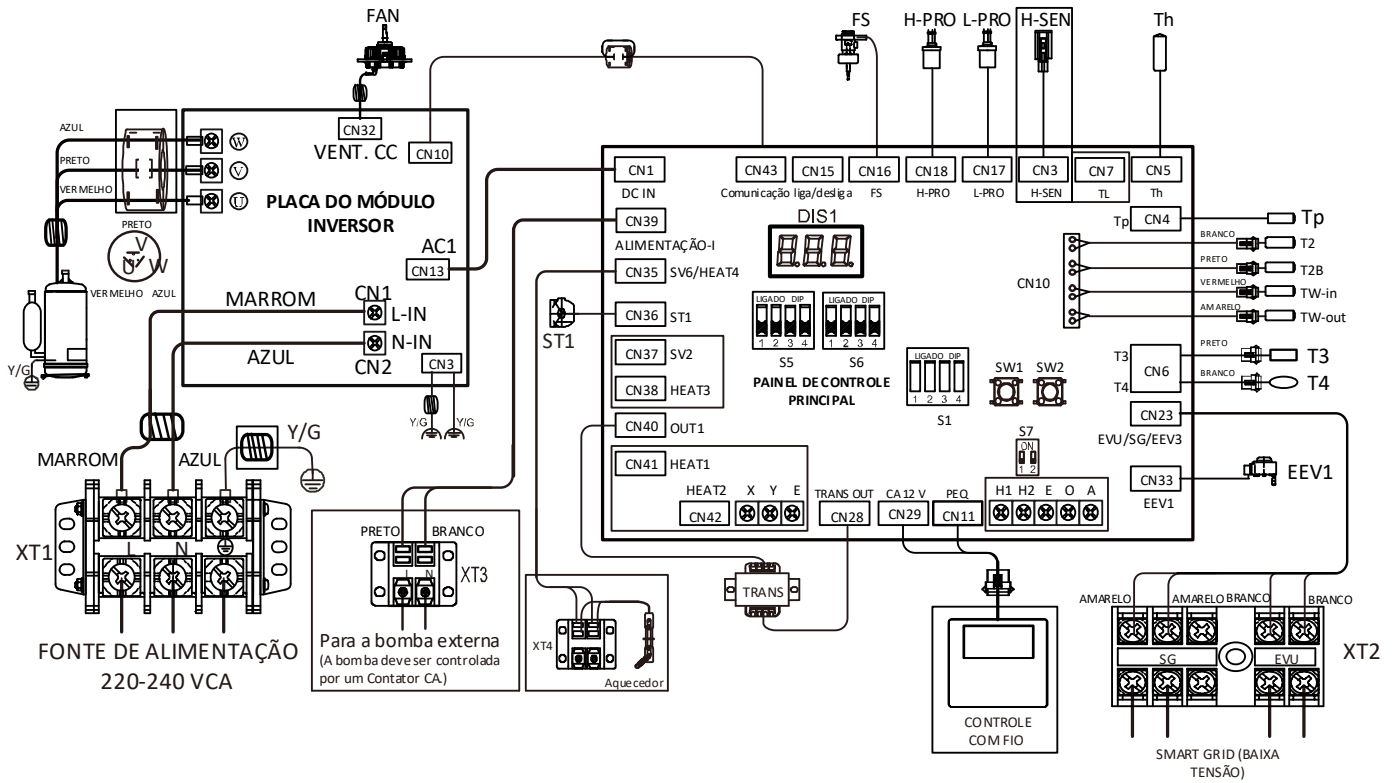 FAN
FS
H-PRO
L-PRO
H-SEN
Th
AZUL
PRETO
VERMELHO
W
V
U
CN32
VENT. CC
CN10
PLACA DO MÓDULO
INVERSOR
AC1
CN13
PRETO
V
U
W
VERMELHO
AZUL
MARROM
CN1
L-IN
N-IN
AZUL
CN2
CN3
Y/G
Y/G
Y/G
CN1
DC IN
CN43
CN15
Comunicação liga/desliga
CN16
FS
CN18
H-PRO
CN17
L-PRO
CN3
H-SEN
CN7
TL
CN5
Th
CN39
ALIMENTAÇÃO-I
CN35
SV6/HEAT4
CN36
ST1
ST1
CN37
SV2
CN38
HEAT3
CN40
OUT1
CN41
HEAT1
HEAT2
CN42
X Y E
DIS1
LIGADO DIP
1 2 3 4
S5
LIGADO DIP
1 2 3 4
S6
PAINEL DE CONTROLE
PRINCIPAL
LIGADO DIP
1 2 3 4
S1
SW1
SW2
S7
ON
1 2
TRANS OUT
CN28
CA 12 V
CN29
PEQ
CN11
H1 H2 E O A
Tp
CN4
Tp
CN10
BRANCO
T2
PRETO
T2B
VERMELHO
TW-in
AMARELO
TW-out
T3
T4
CN6
PRETO
T3
BRANCO
T4
CN23
EVU/SG/EEV3
CN33
EEV1
EEV1
MARROM
AZUL
Y/G
XT1
L
N
FONTE DE ALIMENTAÇÃO
220-240 VCA
PRETO
BRANCO
L
N
XT3
Para a bomba externa
(A bomba deve ser controlada
por um Contator CA.)
XT4
Aquecedor
TRANS
CONTROLE
COM FIO
AMARELO
AMARELO
BRANCO
BRANCO
SG
EVU
XT2
SMART GRID (BAIXA
TENSÃO)